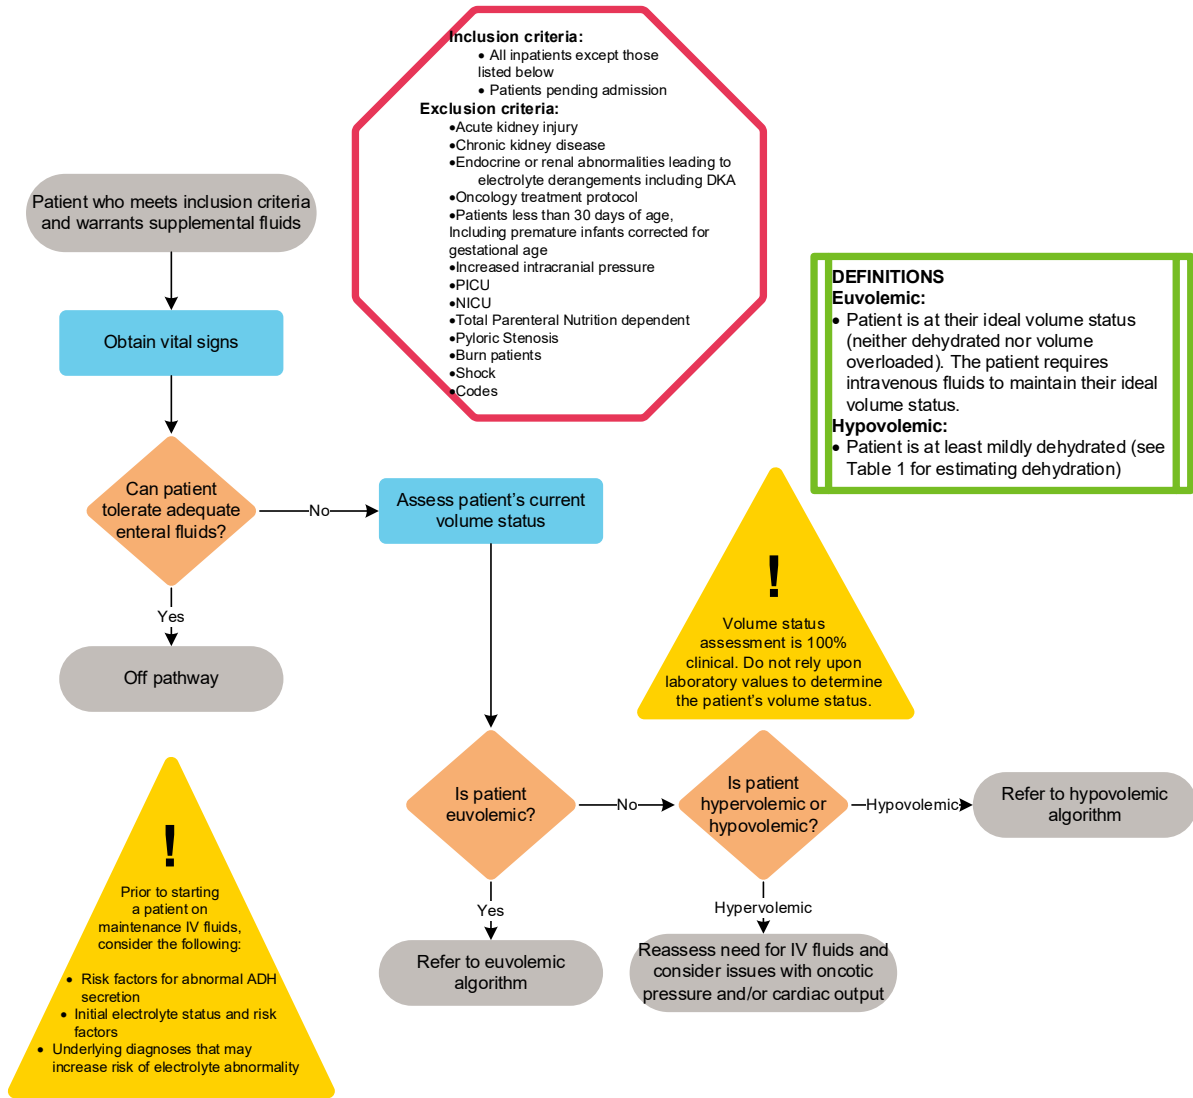 Inclusion criteria:
• All inpatients except those
listed below
• Patients pending admission
Exclusion criteria:
•Acute kidney injury
•Chronic kidney disease
•Endocrine or renal abnormalities leading to
electrolyte derangements including DKA
•Oncology treatment protocol
•Patients less than 30 days of age,
Including premature infants corrected for
gestational age
•Increased intracranial pressure
•PICU
•NICU
•Total Parenteral Nutrition dependent
•Pyloric Stenosis
•Burn patients
•Shock
•Codes
Patient who meets inclusion criteria
and warrants supplemental fluids
Obtain vital signs
DEFINITIONS
Euvolemic:
• Patient is at their ideal volume status
(neither dehydrated nor volume
overloaded). The patient requires
intravenous fluids to maintain their ideal
volume status.
Hypovolemic:
• Patient is at least mildly dehydrated (see
Table 1 for estimating dehydration)
Can patient
tolerate adequate
enteral fluids?
No
Assess patient's current
volume status
Yes
Off pathway
!
Volume status
assessment is 100%
clinical. Do not rely upon
laboratory values to determine
the patient's volume status.
Is patient
euvolemic?
No
Is patient
hypervolemic or
hypovolemic?
Hypovolemic
Refer to hypovolemic
algorithm
Yes
Hypervolemic
Refer to euvolemic
algorithm
Reassess need for IV fluids and
consider issues with oncotic
pressure and/or cardiac output
!
Prior to starting
a patient on
maintenance IV fluids,
consider the following:
• Risk factors for abnormal ADH
secretion
• Initial electrolyte status and risk
factors
• Underlying diagnoses that may
increase risk of electrolyte abnormality